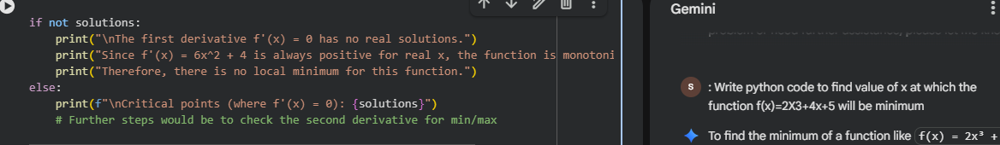 if not solutions:
print("\nThe first derivative f'(x) = 0 has no real solutions.")
print("Since f'(x) = 6x^2 + 4 is always positive for real x, the function is monotoni
print("Therefore, there is no local minimum for this function.")
else:
print(f"\nCritical points (where f'(x) = 0): {solutions}")
# Further steps would be to check the second derivative for min/max
Gemini
S
: Write python code to find value of x at which the
function f(x)=2X3+4x+5 will be minimum
To find the minimum of a function like f(x) = 2x³ +